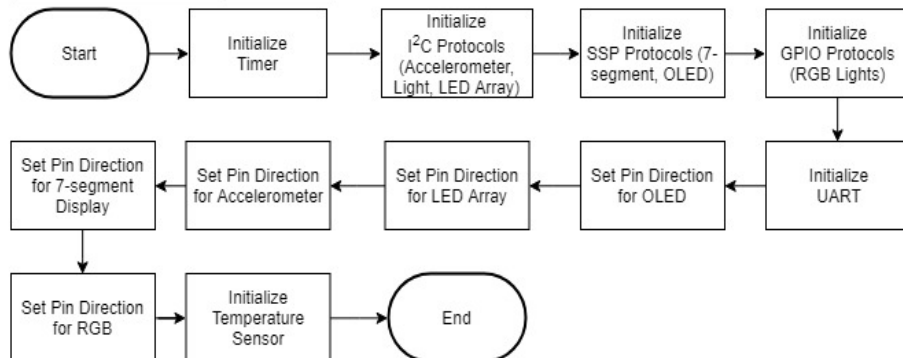 Start
Initialize
Timer
Initialize
I²C Protocols
(Accelerometer,
Light, LED Array)
Initialize
SSP Protocols (7-
segment, OLED)
Initialize
GPIO Protocols
(RGB Lights)
Initialize
UART
Set Pin Direction
for OLED
Set Pin Direction
for LED Array
Set Pin Direction
for Accelerometer
Set Pin Direction
for 7-segment
Display
Set Pin Direction
for RGB
Initialize
Temperature
Sensor
End